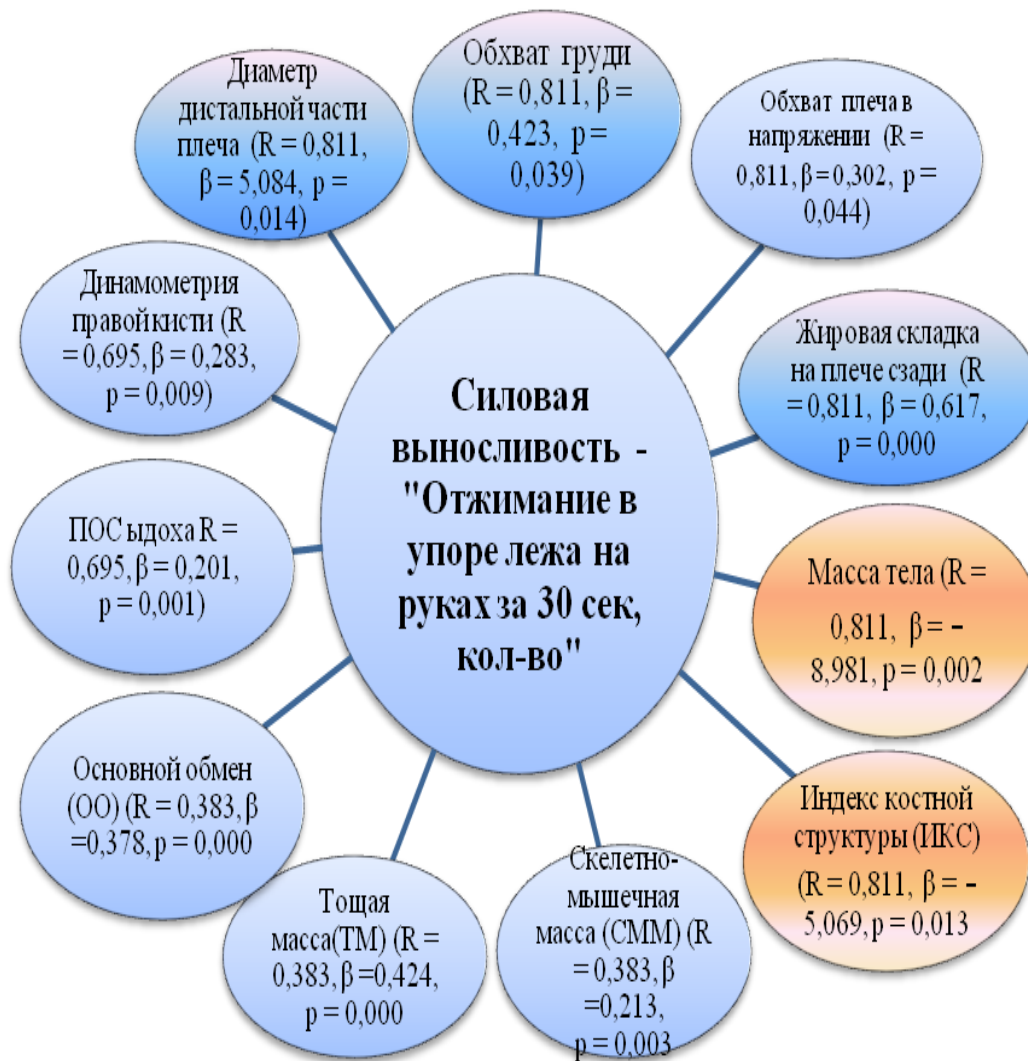 Диаметр
дистальной части
плеча (R = 0,811,
β = 5,084, p =
0,014)
Обхват груди
(R = 0,811, β =
0,423, p =
0,039)
Обхват плеча в
напряжении (R =
0,811, β = 0,302, p =
0,044)
Жировая складка
на плече сзади (R
= 0,811, β = 0,617,
p = 0,000
Масса тела (R =
0,811, β = −
8,981, p = 0,002
Индекс костной
структуры (ИКС)
(R = 0,811, β = −
5,069, p = 0,013
Скелетно-
мышечная
масса (СММ) (R
= 0,383, β
=0,213,
p = 0,003
Тощая
масса(ТМ) (R =
0,383, β =0,424,
p = 0,000
Основной обмен
(ОО) (R = 0,383, β
=0,378, p = 0,000
ПОС ыдоха R =
0,695, β = 0,201,
p = 0,001)
Динамометрия
правой кисти (R
= 0,695, β = 0,283,
p = 0,009)
Силовая
выносливость -
"Отжимание в
упоре лежа на
руках за 30 сек,
кол-во"